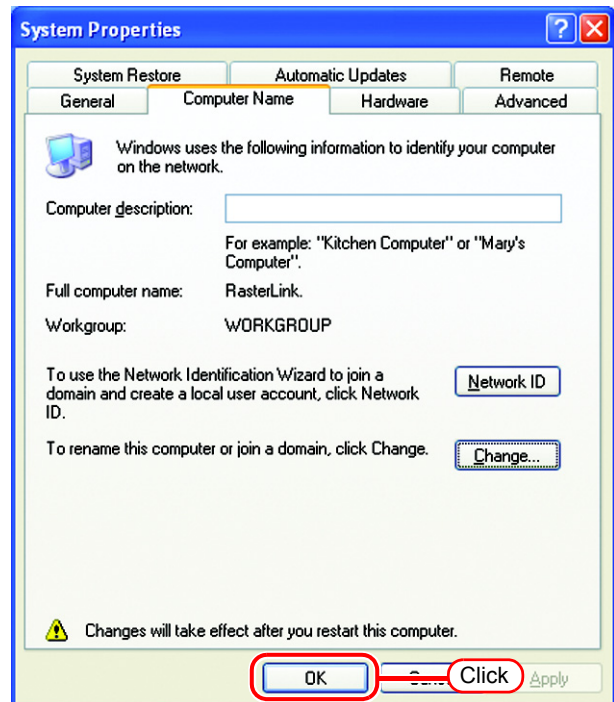 System Properties
System Restore
Automatic Updates
Remote
General
Computer Name
Hardware
Advanced
Windows uses the following information to identify your computer
on the network.
Computer description:
For example: "Kitchen Computer" or "Mary's
Computer".
Full computer name:
RasterLink.
Workgroup:
WORKGROUP
To use the Network Identification Wizard to join a
domain and create a local user account, click Network
ID.
Network ID
To rename this computer or join a domain, click Change.
Change...
Changes will take effect after you restart this computer.
OK
Click
Apply